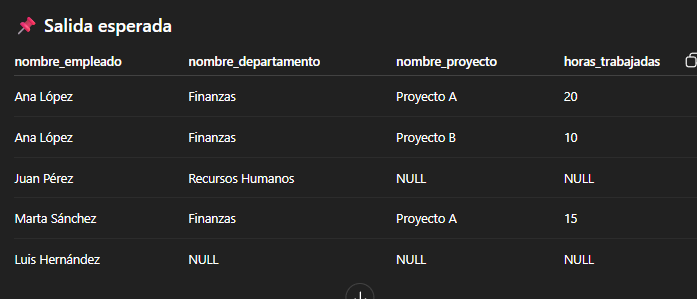 📌 Salida esperada
nombre_empleado nombre_departamento nombre_proyecto horas_trabajadas
Ana López Finanzas Proyecto A 20
Ana López Finanzas Proyecto B 10
Juan Pérez Recursos Humanos NULL NULL
Marta Sánchez Finanzas Proyecto A 15
Luis Hernández NULL NULL NULL